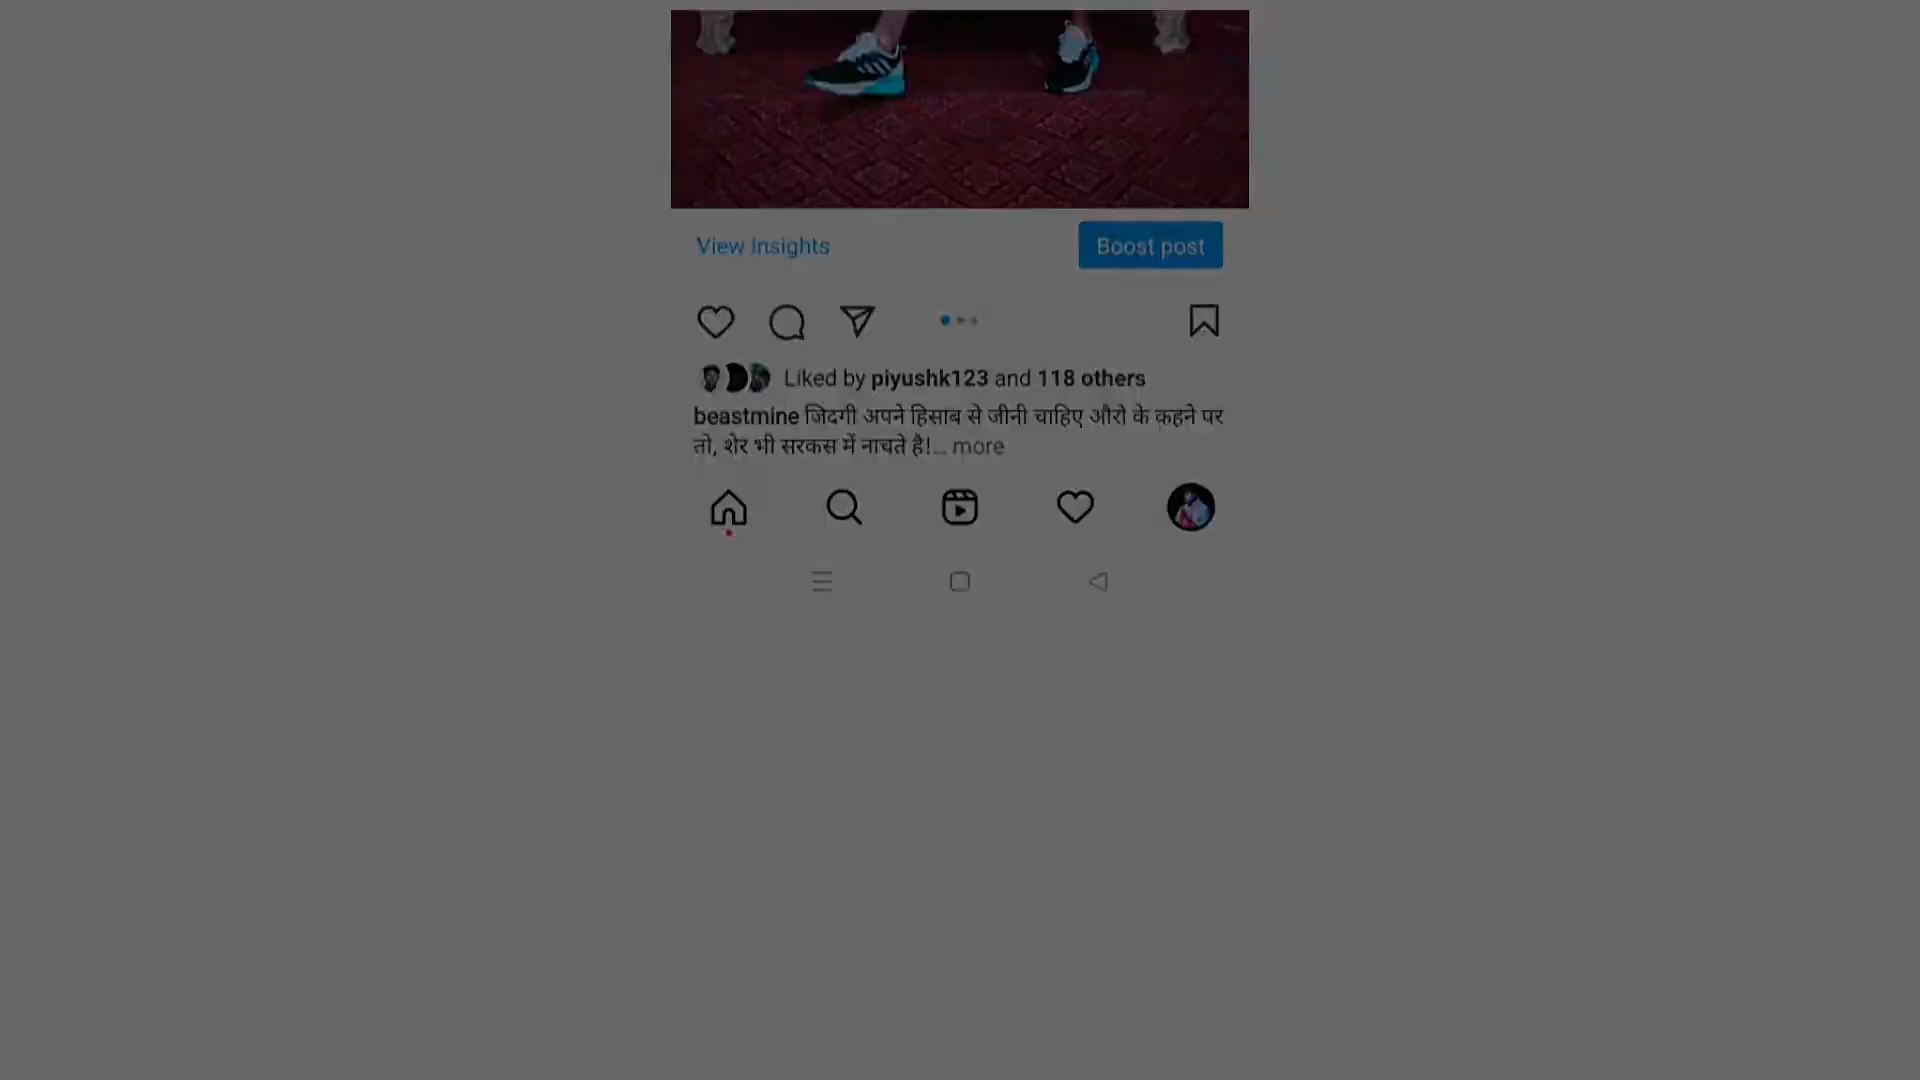 View Insights
Boost post
Liked by piyushk123 and 118 others
beastmine जिंदगी अपने हिसाब से जीनी चाहिए औरो के कहने पर
तो, शेर भी सरकस में नाचते है!... more